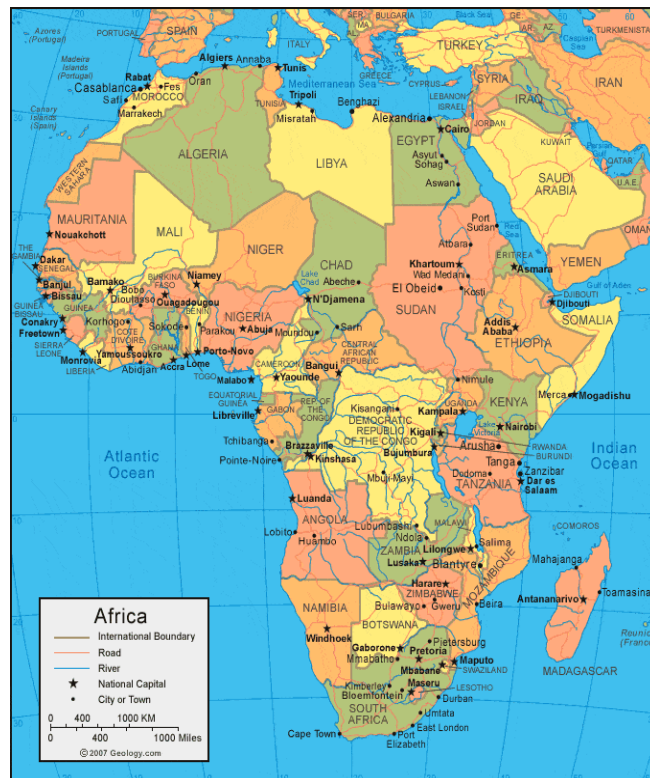 Azores
(Portugal)
PORTUGAL
SPAIN
ITALY
BULGARIA
Black Sea
GREECE
TURKEY
Caspian
Sea
TURKMENISTA
Madeira
Islands
(Portugal)
Canary
Islands
(Spain)
Mediterranean Sea
CYPRUS
LEBANON
ISRAEL
SYRIA
IRAQ
IRAN
JORDAN
KUWAIT
Persian
Gulf
QATAR
U.A.E.
OMAN
SAUDI
ARABIA
YEMEN
Red
Sea
Gulf of Aden
Algiers
Annaba
Tunis
Oran
Rabat
Casablanca
Fes
Safi
MOROCCO
Marrakech
TUNISIA
Tripoli
Misratah
Benghazi
Alexandria
Cairo
EGYPT
Asyut
Sohag
Aswan
WESTERN
SAHARA
ALGERIA
LIBYA
MAURITANIA
Nouakchott
MALI
NIGER
CHAD
Lake
Chad
Abeche
N'Djamena
Sarh
Moundou
Port
Sudan
Atbara
Khartoum
Wad Medani
El Obeid
Kosti
SUDAN
ERITREA
Asmara
DJIBOUTI
Djibouti
SOMALIA
Addis
Ababa
ETHIOPIA
THE
GAMBIA
Dakar
SENEGAL
Banjul
Bissau
GUINEA
BISSAU
GUINEA
Conakry
Freetown
SIERRA
LEONE
Monrovia
LIBERIA
Bamako
Bobo
Dioulasso
BURKINA
FASO
Ouagadougou
Niamey
BENIN
Korhogo
COTE
D'IVOIRE
Yamoussoukro
Abidjan
GHANA
Accra
Sokode
Lome
TOGO
Parakou
Porto-Novo
NIGERIA
Abuja
CAMEROON
Yaounde
Malabo
EQUATORIAL
GUINEA
Libreville
GABON
CENTRAL
AFRICAN
REPUBLIC
Bangui
REP. OF
THE
CONGO
Brazzaville
Kinshasa
Tchibanga
Pointe-Noire
Kisangani
DEMOCRATIC
REPUBLIC
OF THE CONGO
Mbuji-Mayi
Nimule
UGANDA
Kampala
Kigali
Bujumbura
Lake
Victoria
KENYA
Nairobi
Merca
Mogadishu
RWANDA
BURUNDI
Arusha
Tanga
Zanzibar
Dodoma
Dar es
Salaam
TANZANIA
Atlantic
Ocean
Indian
Ocean
Luanda
ANGOLA
Lobito
Huambo
Lubumbashi
Ndola
ZAMBIA
Lusaka
MALAWI
Lilongwe
Salima
Blantyre
MOZAMBIQUE
COMOROS
Mahajanga
Toamasina
Antananarivo
MADAGASCAR
Reunion
(France)
Harare
ZIMBABWE
Bulawayo
Gweru
Beira
NAMIBIA
Windhoek
BOTSWANA
Gaborone
Mmabatho
Pietersburg
Pretoria
Maputo
Mbabane
SWAZILAND
Maseru
LESOTHO
Kimberley
Bloemfontein
Durban
SOUTH
AFRICA
Umtata
East London
Port
Elizabeth
Cape Town
Africa
International Boundary
Road
River
National Capital
City or Town
0 500 1000 KM
0 500 1000 Miles
© 2007 Geology.com